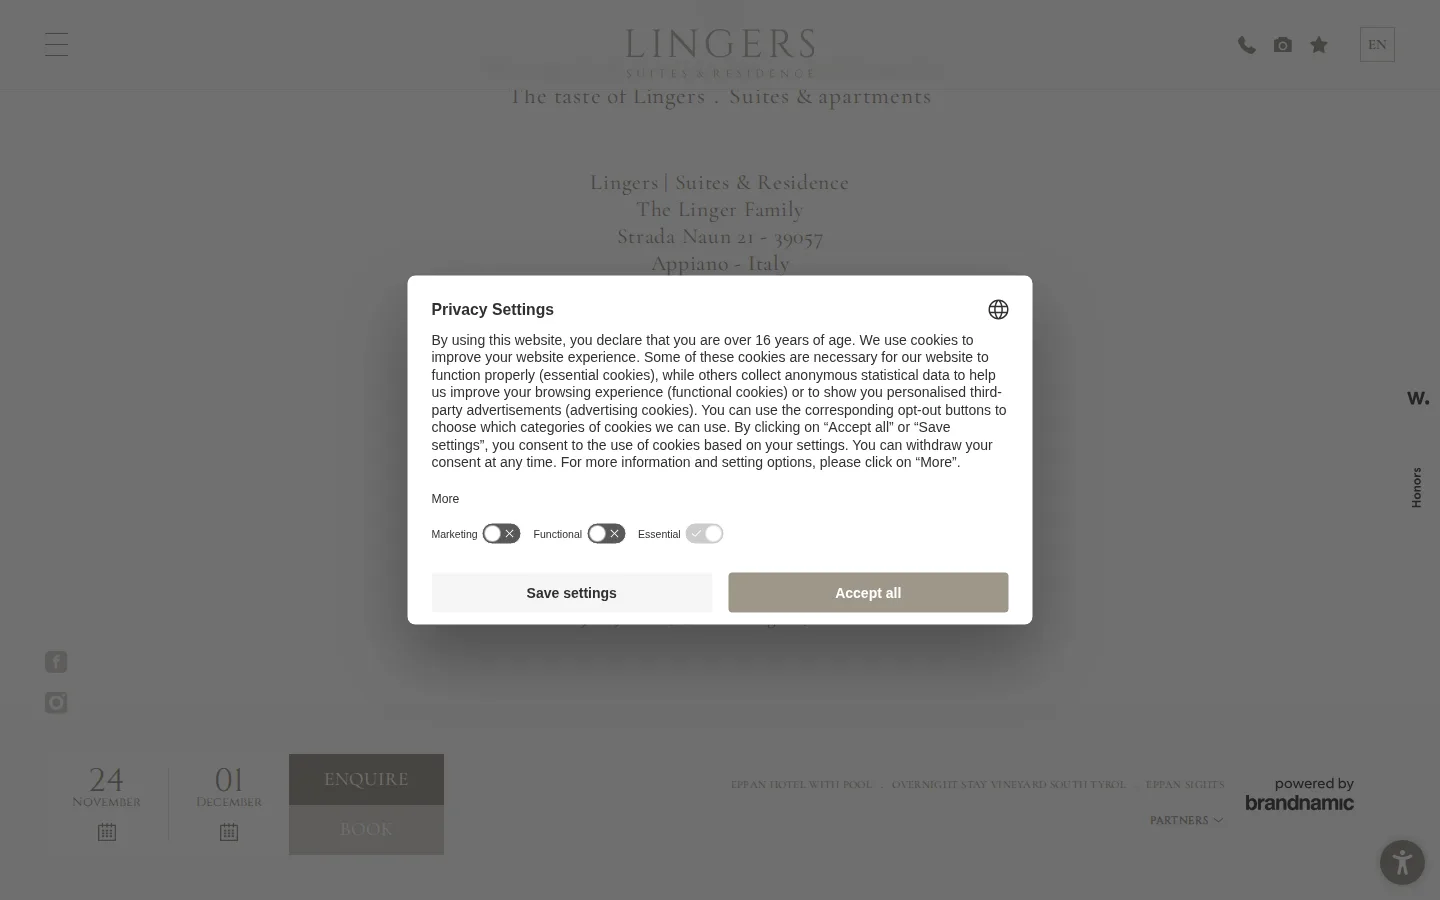 LINGERS
SUITES & RESIDENCE
EN
The taste of Lingers . Suites & apartments
Lingers | Suites & Residence
The Linger Family
Strada Naun 21 - 39057
Appiano - Italy
Privacy Settings
By using this website, you declare that you are over 16 years of age. We use cookies to
improve your website experience. Some of these cookies are necessary for our website to
function properly (essential cookies), while others collect anonymous statistical data to help
us improve your browsing experience (functional cookies) or to show you personalised third-
party advertisements (advertising cookies). You can use the corresponding opt-out buttons to
choose which categories of cookies we can use. By clicking on “Accept all” or “Save
settings”, you consent to the use of cookies based on your settings. You can withdraw your
consent at any time. For more information and setting options, please click on “More”.
More
Marketing Functional Essential
Save settings Accept all
W.
Honors
24 NOVEMBER
01 DECEMBER
ENQUIRE
BOOK
EPPAN HOTEL WITH POOL . OVERNIGHT STAY VINEYARD SOUTH TYROL . EPPAN SIGHTS
PARTNERS
powered by
brandnamic